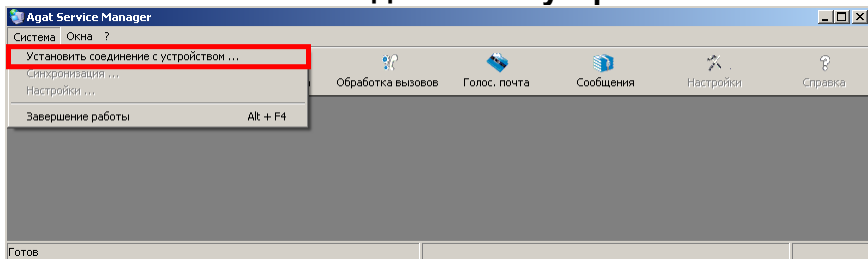 Agat Service Manager
Система Окна ?
Установить соединение с устройством ...
Синхронизация ...
Настройки ...
Завершение работы Alt + F4
Обработка вызовов Голос. почта Сообщения Настройки Справка
Готов